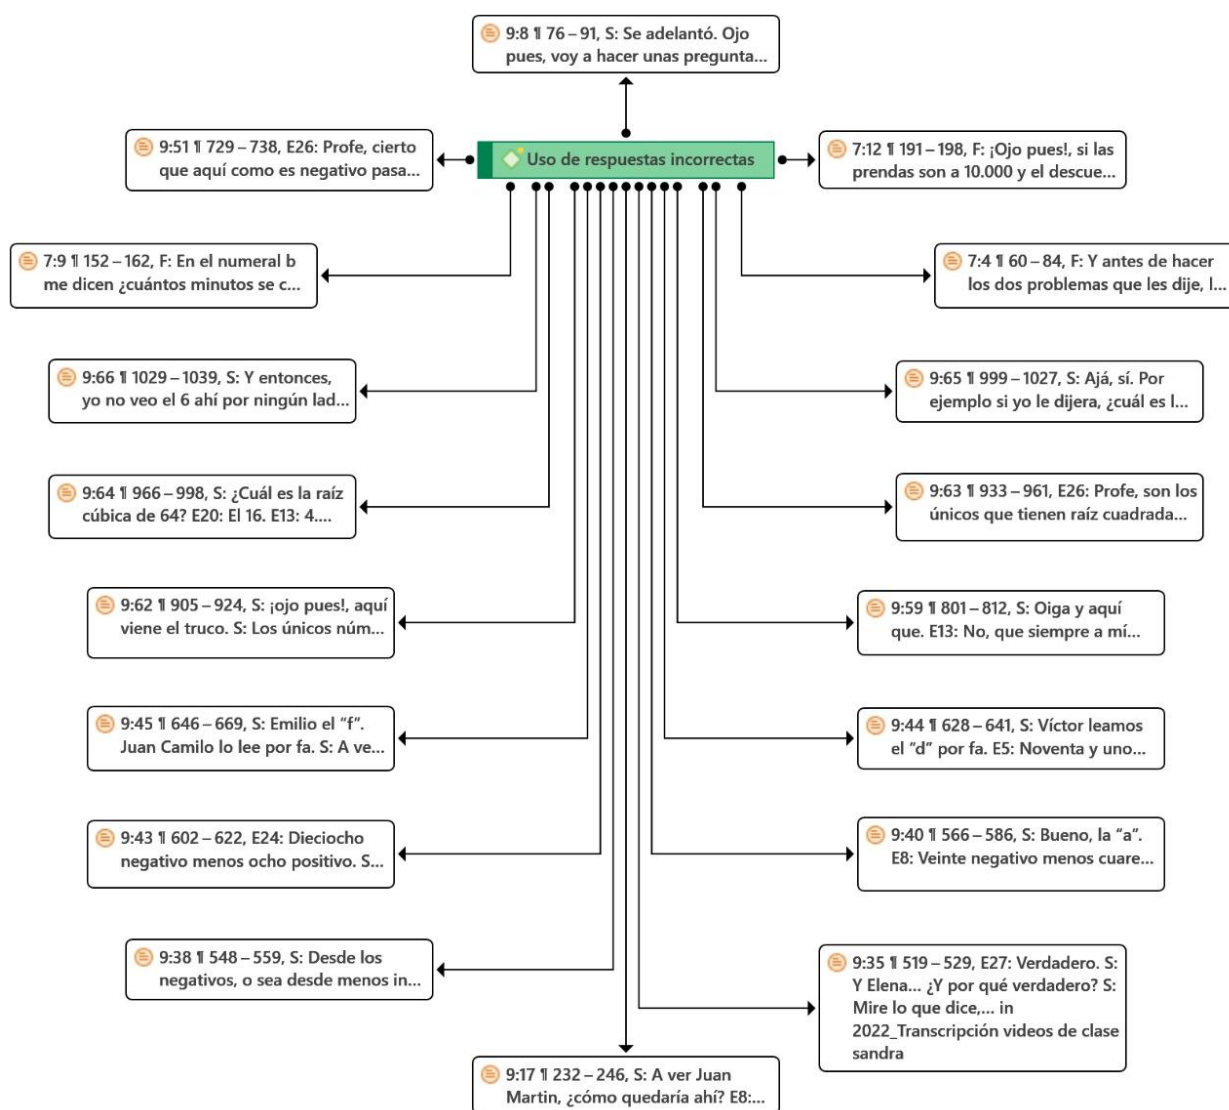 9:8 ¶ 76 – 91, S: Se adelantó. Ojo
pues, voy a hacer unas pregunta...
9:51 ¶ 729 – 738, E26: Profe, cierto
que aquí como es negativo pasa...
Uso de respuestas incorrectas
7:12 ¶ 191 – 198, F: ¡Ojo pues!, si las
prendas son a 10.000 y el descue...
7:9 ¶ 152 – 162, F: En el numeral b
me dicen ¿cuántos minutos se c...
7:4 ¶ 60 – 84, F: Y antes de hacer
los dos problemas que les dije, l...
9:66 ¶ 1029 – 1039, S: Y entonces,
yo no veo el 6 ahí por ningún lad...
9:65 ¶ 999 – 1027, S: Ajá, sí. Por
ejemplo si yo le dijera, ¿cuál es l...
9:64 ¶ 966 – 998, S: ¿Cuál es la raíz
cúbica de 64? E20: El 16. E13: 4....
9:63 ¶ 933 – 961, E26: Profe, son los
únicos que tienen raíz cuadrada...
9:62 ¶ 905 – 924, S: ¡ojo pues!, aquí
viene el truco. S: Los únicos núm...
9:59 ¶ 801 – 812, S: Oiga y aquí
que. E13: No, que siempre a mí...
9:45 ¶ 646 – 669, S: Emilio el “f”.
Juan Camilo lo lee por fa. S: A ve...
9:44 ¶ 628 – 641, S: Víctor leamos
el “d” por fa. E5: Noventa y uno...
9:43 ¶ 602 – 622, E24: Dieciocho
negativo menos ocho positivo. S...
9:40 ¶ 566 – 586, S: Bueno, la “a”.
E8: Veinte negativo menos cuare...
9:38 ¶ 548 – 559, S: Desde los
negativos, o sea desde menos in...
9:35 ¶ 519 – 529, E27: Verdadero. S:
Y Elena... ¿Y por qué verdadero? S:
Mire lo que dice,... in
2022_Transcripción videos de clase
sandra
9:17 ¶ 232 – 246, S: A ver Juan
Martin, ¿cómo quedaría ahí? E8:...